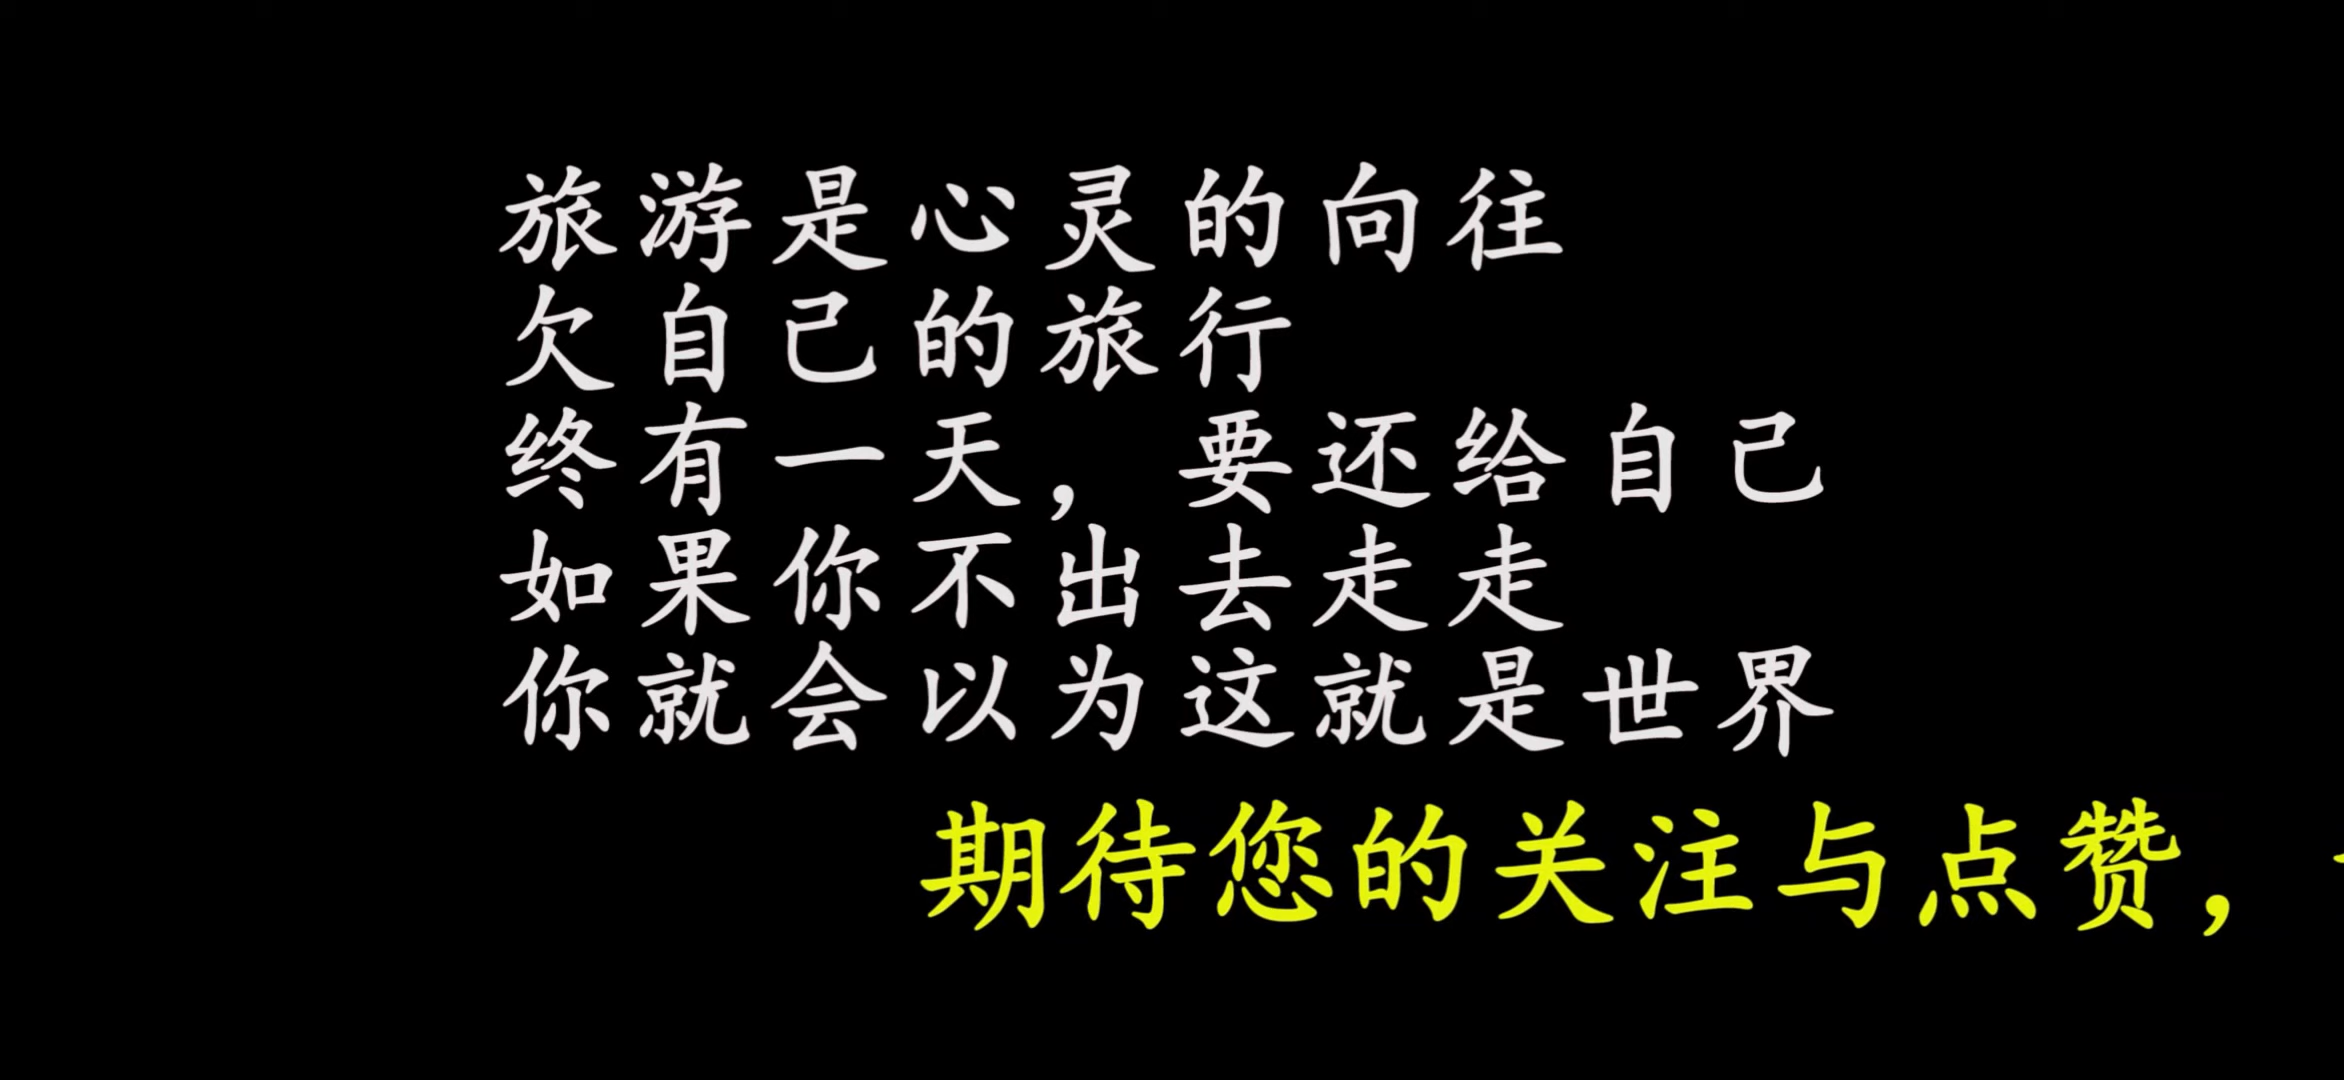 旅游是心灵的向往
欠自己的旅行
终有一天，要还给自己
如果你不出去走走
你就会以为这就是世界
期待您的关注与点赞，